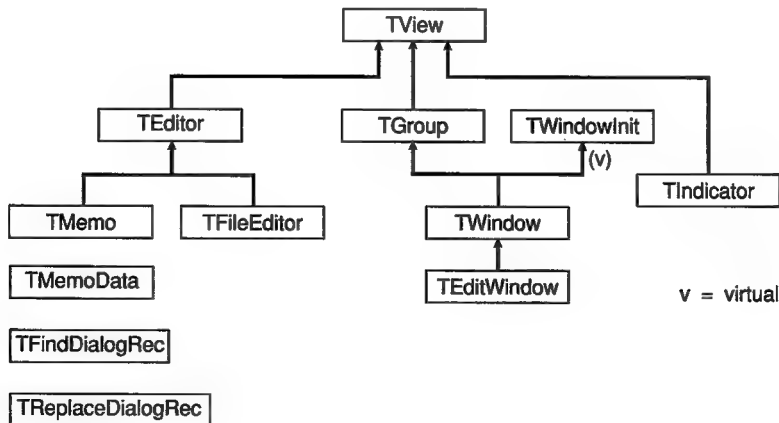 TView
TEditor
TGroup
TWindowInit
(v)
TIndicator
TMemo
TFileEditor
TWindow
TMemoData
TEditWindow
v = virtual
TFindDialogRec
TReplaceDialogRec